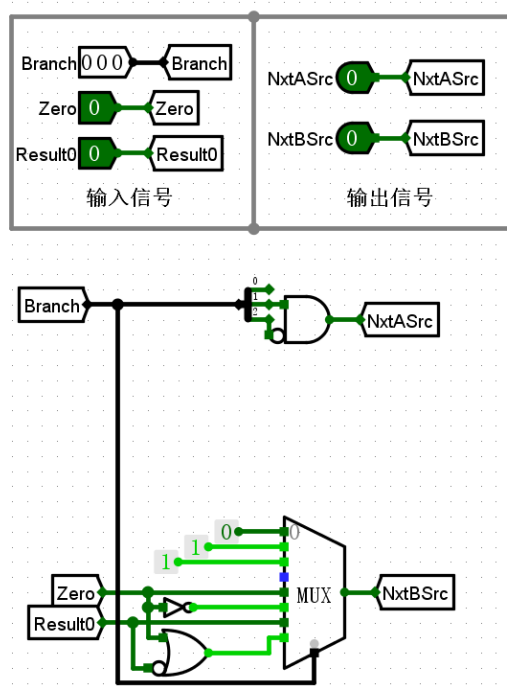 Branch 000 Branch
Zero 0 Zero
Result0 0 Result0
输入信号
NxtASrc 0 NxtASrc
NxtBSrc 0 NxtBSrc
输出信号
Branch
0
1
2
NxtASrc
0 0
1
1
MUX
Zero
Result0
NxtBSrc